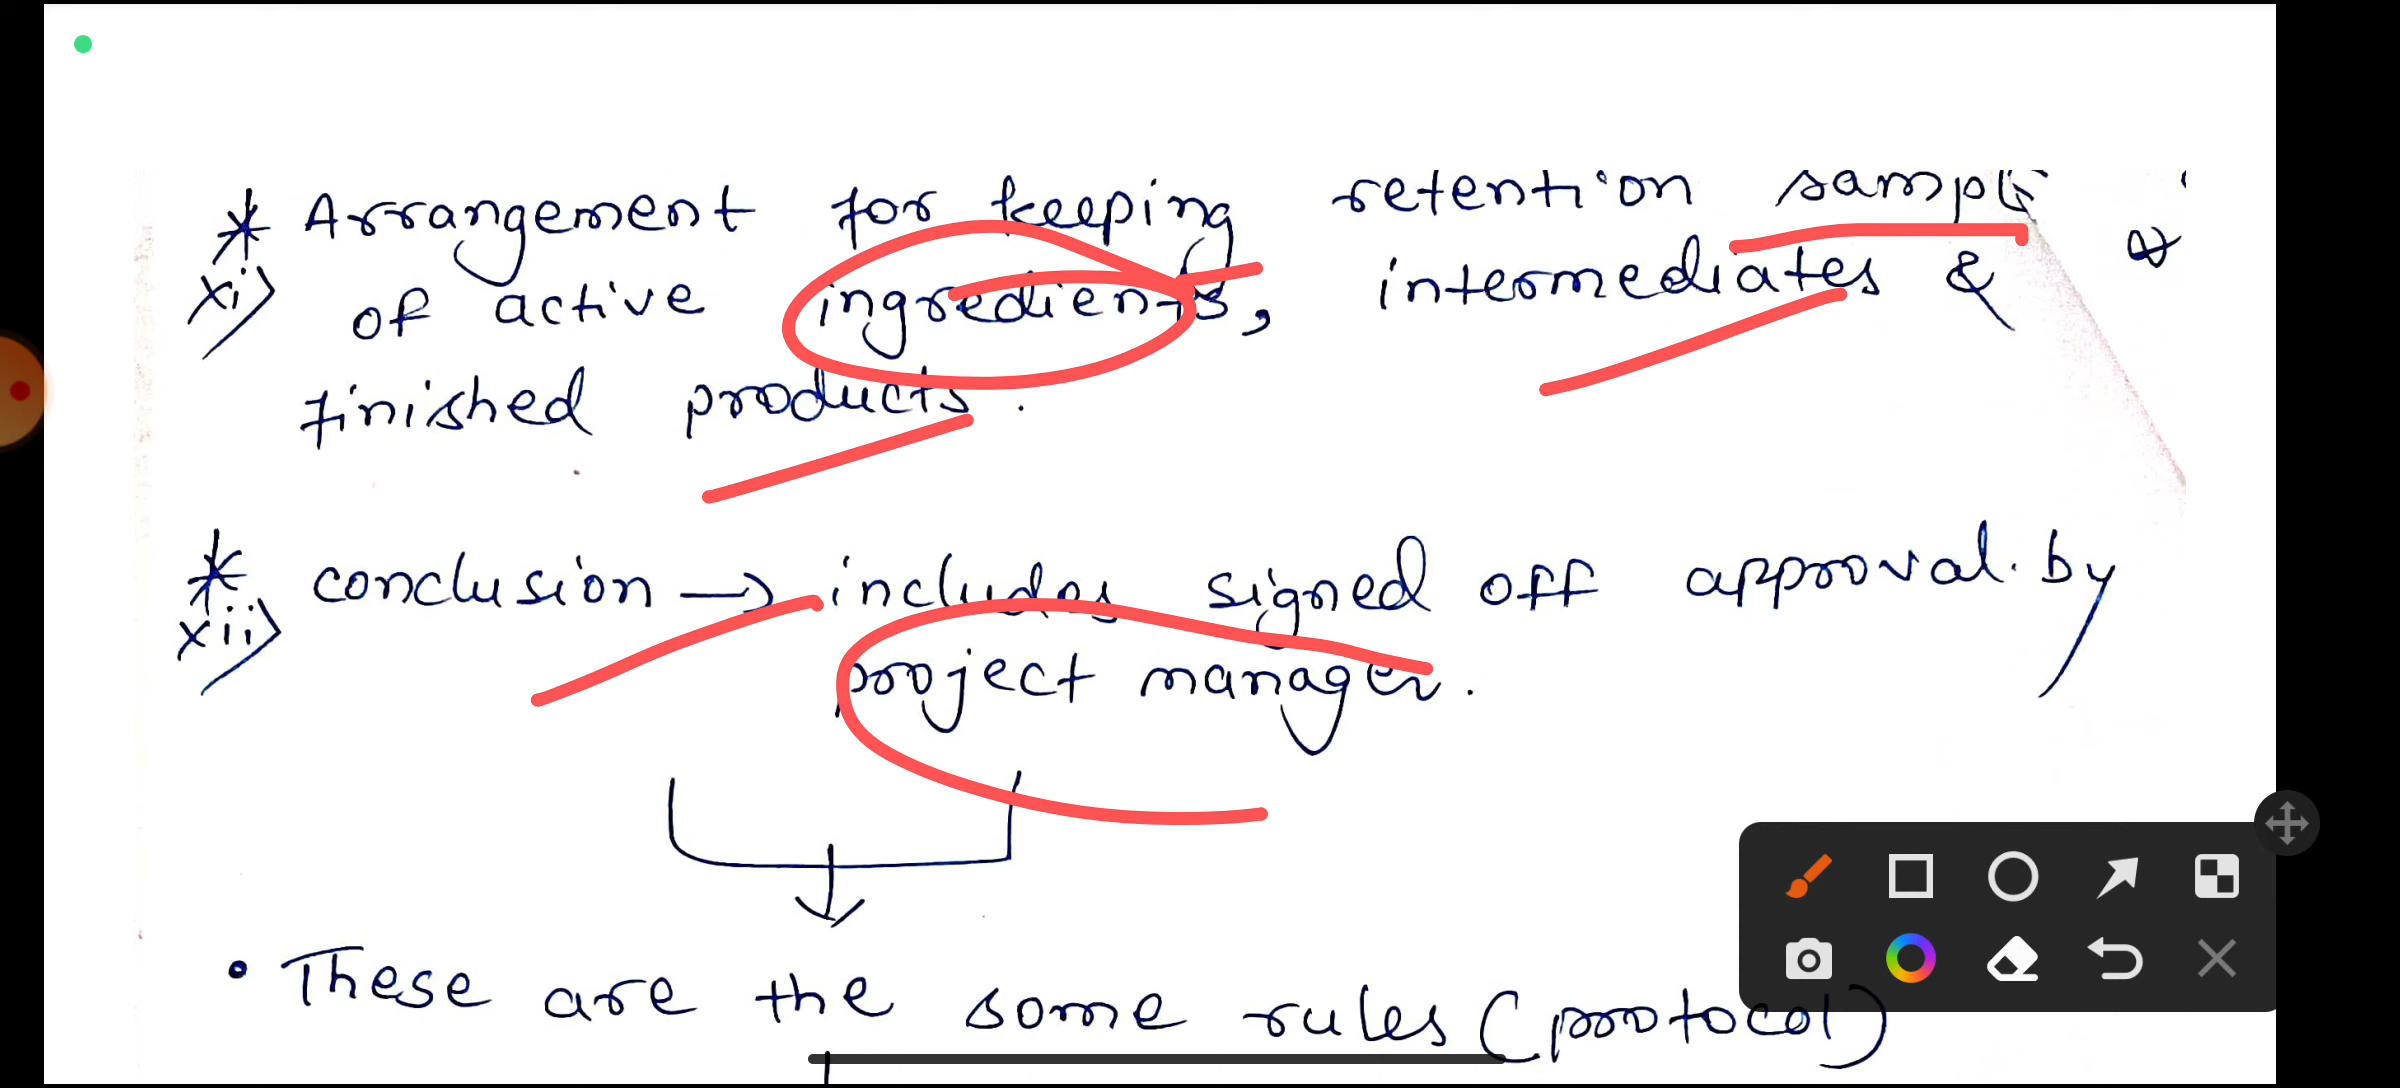 * Arrangement for keeping retention sample
xi) of active ingredients, intermediates &
finished products.
* conclusion → includes signed off approval. by
xii) project manager.
• These are the some rules (protocol)